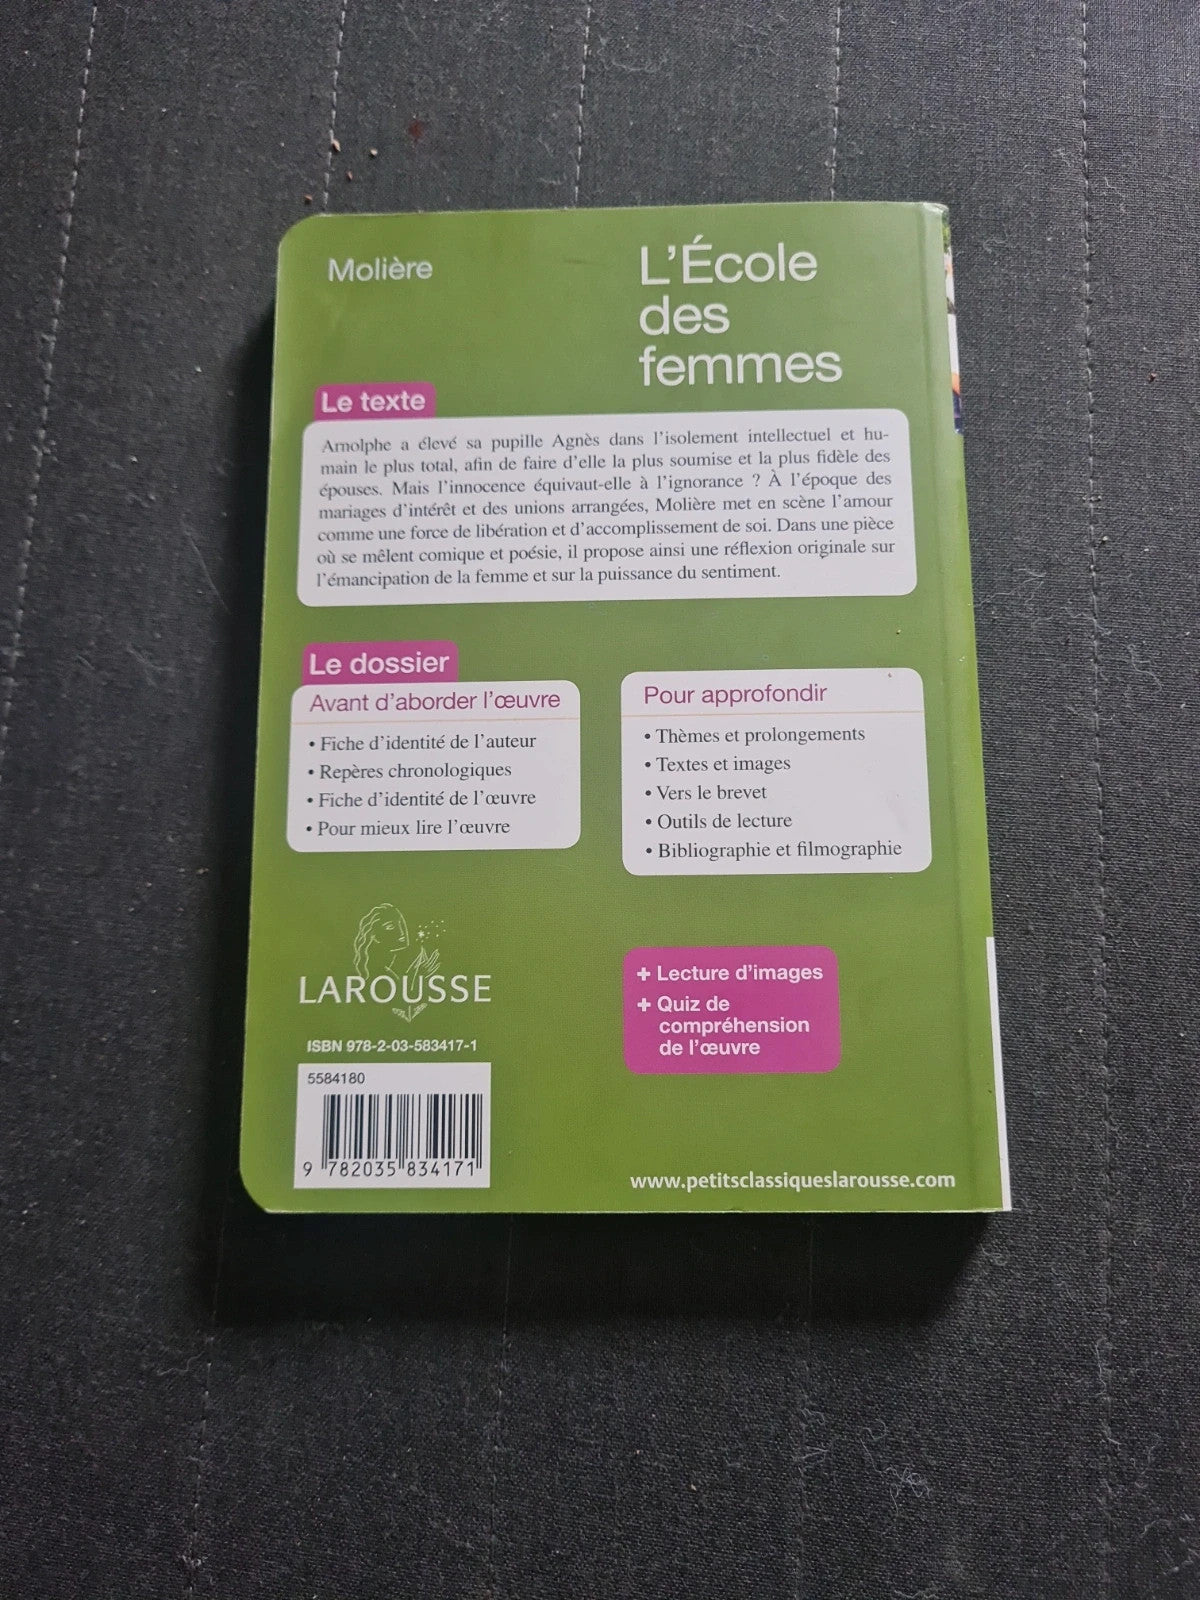 Molière
L'École
des
femmes
Le texte
Arnolphe a élevé sa pupille Agnès dans l'isolement intellectuel et hu-
main le plus total, afin de faire d'elle la plus soumise et la plus fidèle des
épouses. Mais l'innocence équivaut-elle à l'ignorance ? À l'époque des
mariages d'intérêt et des unions arrangées, Molière met en scène l'amour
comme une force de libération et d'accomplissement de soi. Dans une pièce
où se mêlent comique et poésie, il propose ainsi une réflexion originale sur
l'émancipation de la femme et sur la puissance du sentiment.
Le dossier
Avant d'aborder l'œuvre
• Fiche d'identité de l'auteur
• Repères chronologiques
• Fiche d'identité de l'œuvre
• Pour mieux lire l'œuvre
Pour approfondir
• Thèmes et prolongements
• Textes et images
• Vers le brevet
• Outils de lecture
• Bibliographie et filmographie
LAROUSSE
ISBN 978-2-03-583417-1
5584180
9 782035 834171
+ Lecture d'images
+ Quiz de
compréhension
de l'œuvre
www.petitsclassiqueslarousse.com